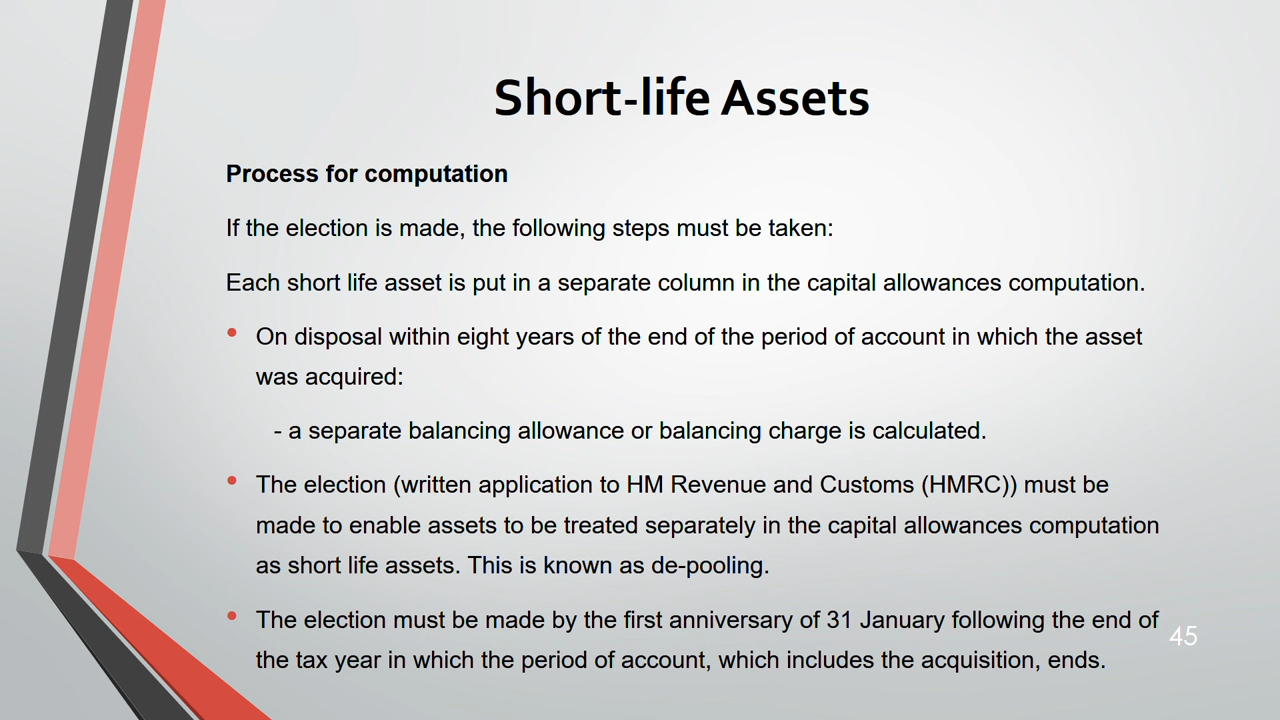 Short-life Assets
Process for computation
If the election is made, the following steps must be taken:
Each short life asset is put in a separate column in the capital allowances computation.
• On disposal within eight years of the end of the period of account in which the asset
was acquired:
- a separate balancing allowance or balancing charge is calculated.
• The election (written application to HM Revenue and Customs (HMRC)) must be
made to enable assets to be treated separately in the capital allowances computation
as short life assets. This is known as de-pooling.
• The election must be made by the first anniversary of 31 January following the end of
the tax year in which the period of account, which includes the acquisition, ends.
45